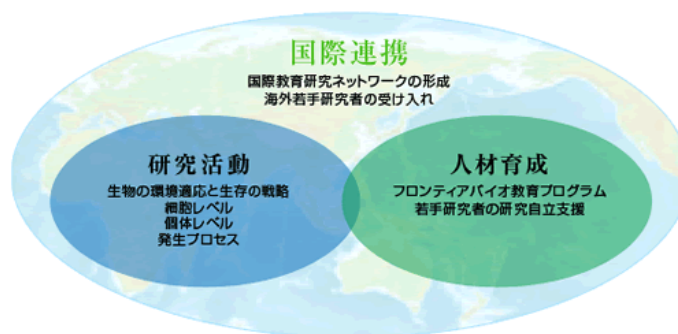 国際連携
国際教育研究ネットワークの形成
海外若手研究者の受け入れ
研究活動
生物の環境適応と生存の戦略
細胞レベル
個体レベル
発生プロセス
人材育成
フロンティアバイオ教育プログラム
若手研究者の研究自立支援